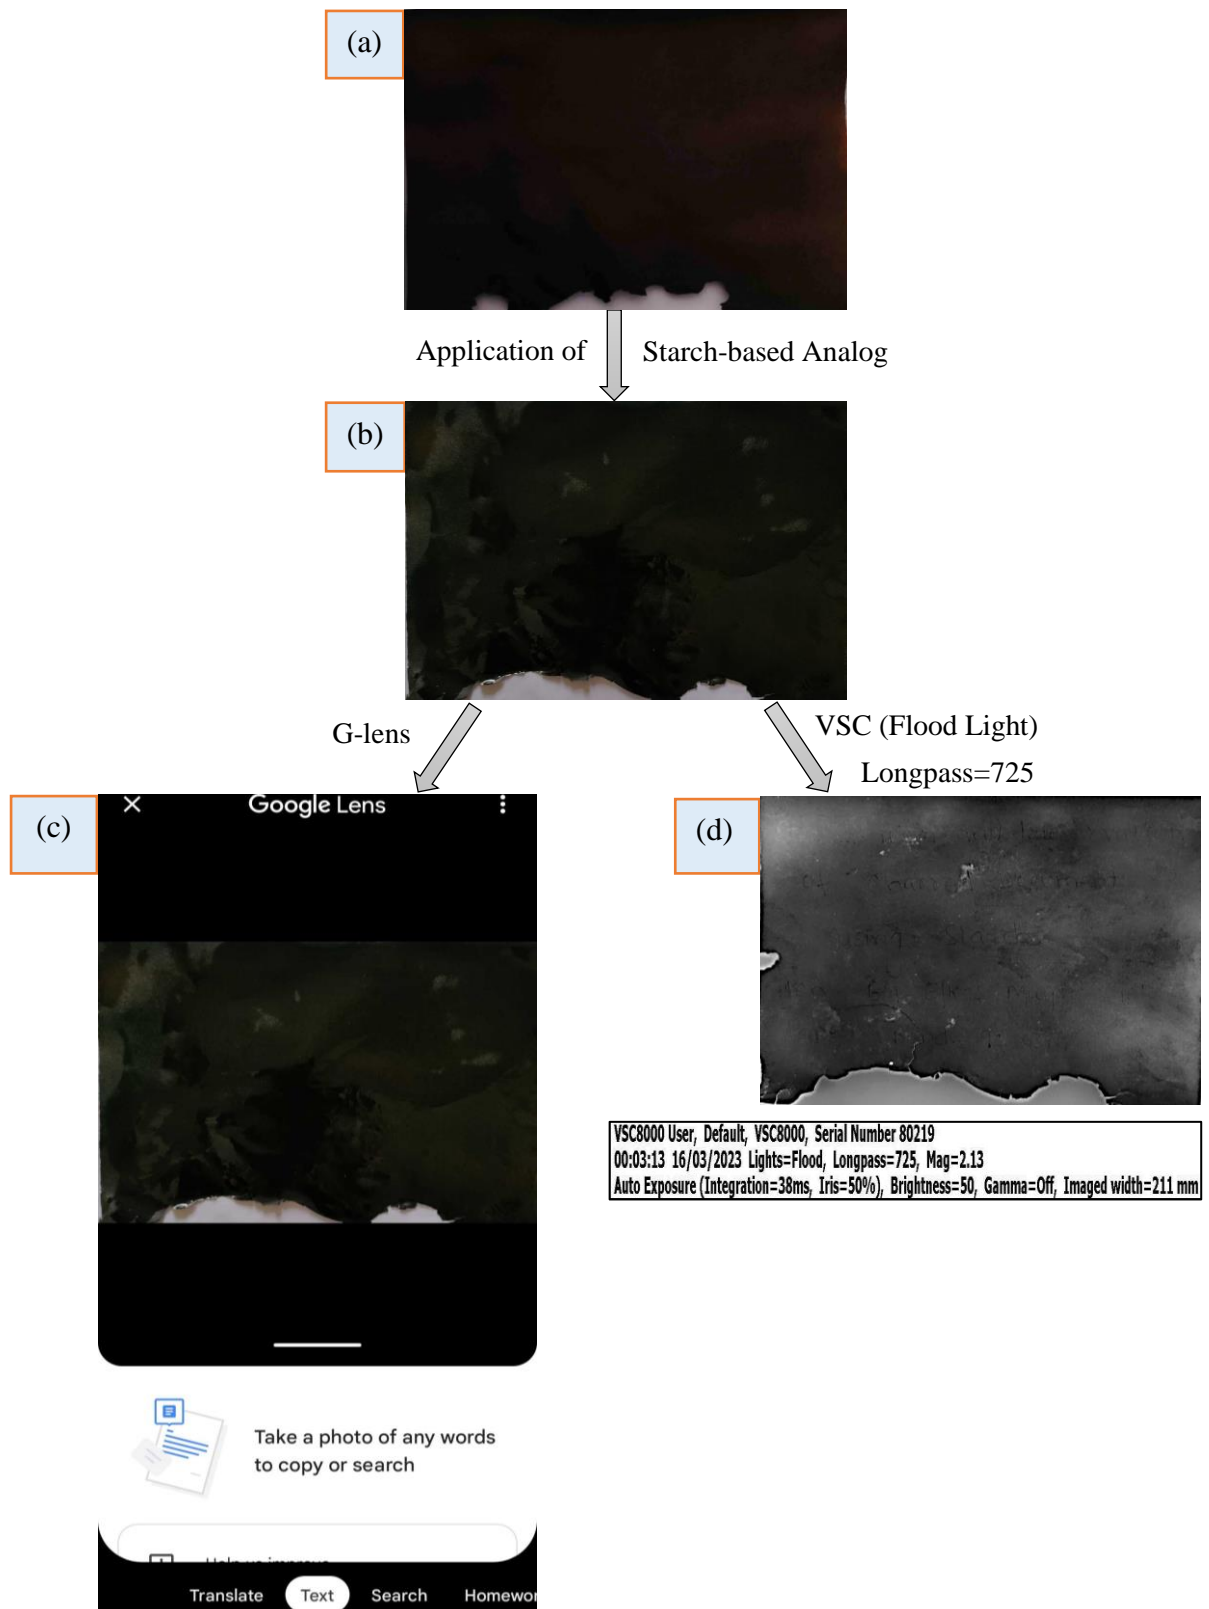 (a)
Application of Starch-based Analog
(b)
G-lens
VSC (Flood Light)
Longpass=725
(c)
Google Lens
(d)
of
using Starch
VSC8000 User, Default, VSC8000, Serial Number 80219
00:03:13 16/03/2023 Lights=Flood, Longpass=725, Mag=2.13
Auto Exposure (Integration=38ms, Iris=50%), Brightness=50, Gamma=Off, Imaged width=211 mm
Take a photo of any words
to copy or search
Translate Text Search